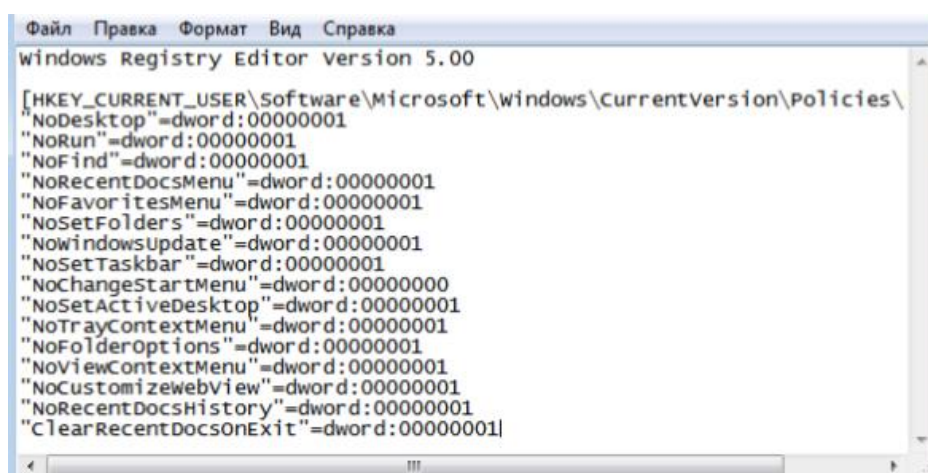 Файл Правка Формат Вид Справка
Windows Registry Editor Version 5.00
[HKEY_CURRENT_USER\Software\Microsoft\Windows\CurrentVersion\Policies\
"NoDesktop"=dword:00000001
"NoRun"=dword:00000001
"NoFind"=dword:00000001
"NoRecentDocsMenu"=dword:00000001
"NoFavoritesMenu"=dword:00000001
"NoSetFolders"=dword:00000001
"NoWindowsUpdate"=dword:00000001
"NoSetTaskbar"=dword:00000001
"NoChangeStartMenu"=dword:00000000
"NoSetActiveDesktop"=dword:00000001
"NoTrayContextMenu"=dword:00000001
"NoFolderOptions"=dword:00000001
"NoViewContextMenu"=dword:00000001
"NoCustomizeWebView"=dword:00000001
"NoRecentDocsHistory"=dword:00000001
"ClearRecentDocsOnExit"=dword:00000001